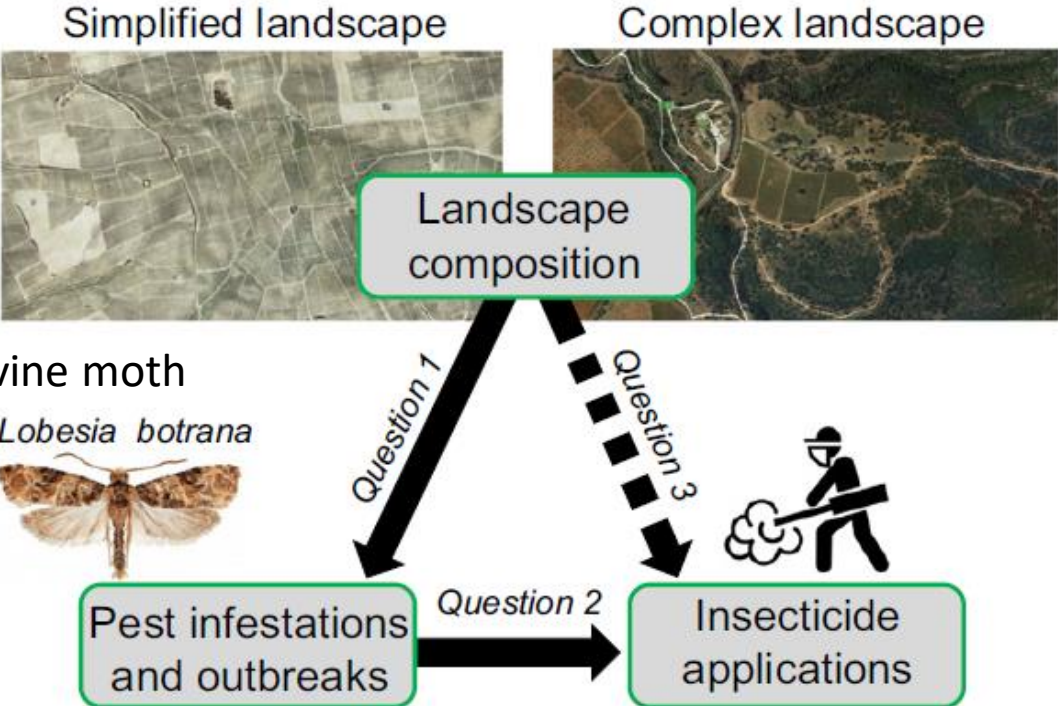 Simplified landscape
Complex landscape
Landscape
composition
vine moth
Lobesia botrana
Question 1
Question 3
Question 2
Pest infestations
and outbreaks
Insecticide
applications